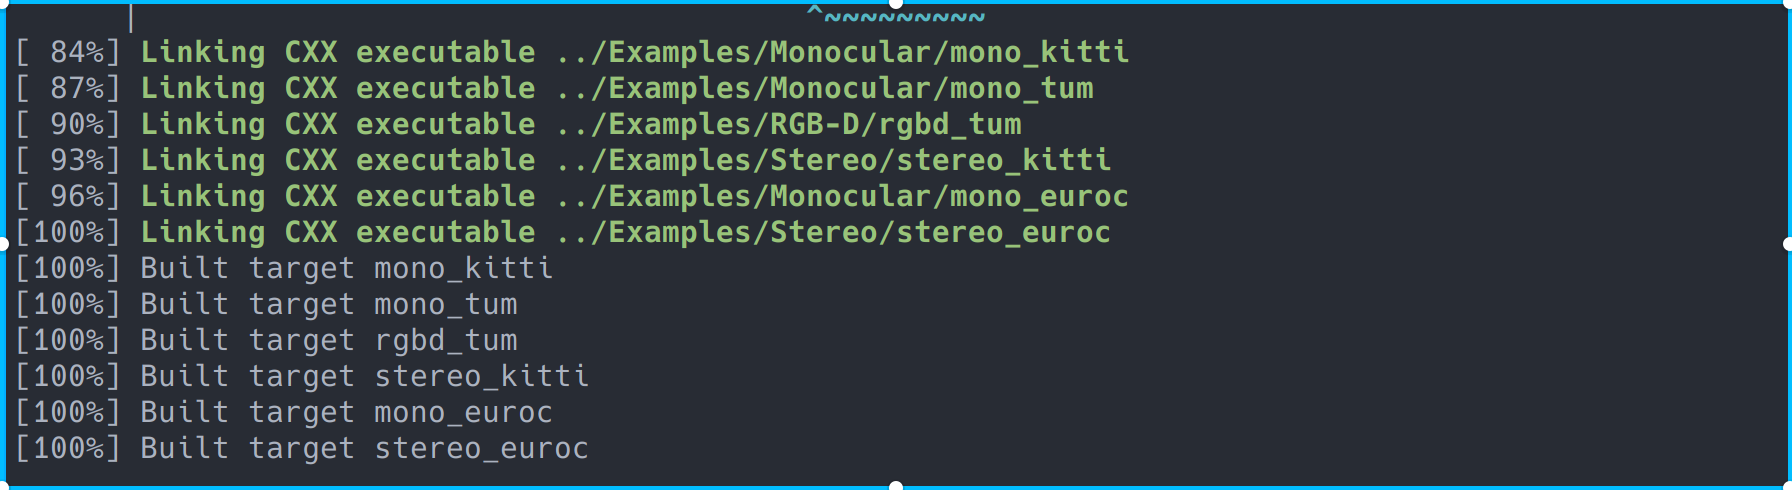 |                                     ^~~~~~~~~~
[ 84%] Linking CXX executable ../Examples/Monocular/mono_kitti
[ 87%] Linking CXX executable ../Examples/Monocular/mono_tum
[ 90%] Linking CXX executable ../Examples/RGB-D/rgbd_tum
[ 93%] Linking CXX executable ../Examples/Stereo/stereo_kitti
[ 96%] Linking CXX executable ../Examples/Monocular/mono_euroc
[100%] Linking CXX executable ../Examples/Stereo/stereo_euroc
[100%] Built target mono_kitti
[100%] Built target mono_tum
[100%] Built target rgbd_tum
[100%] Built target stereo_kitti
[100%] Built target mono_euroc
[100%] Built target stereo_euroc